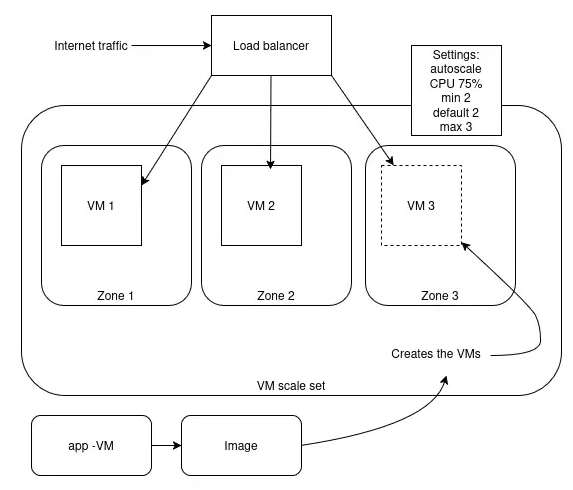 Internet traffic
Load balancer
Settings:
autoscale
CPU 75%
min 2
default 2
max 3
VM 1
VM 2
VM 3
Zone 1
Zone 2
Zone 3
Creates the VMs
VM scale set
app -VM
Image